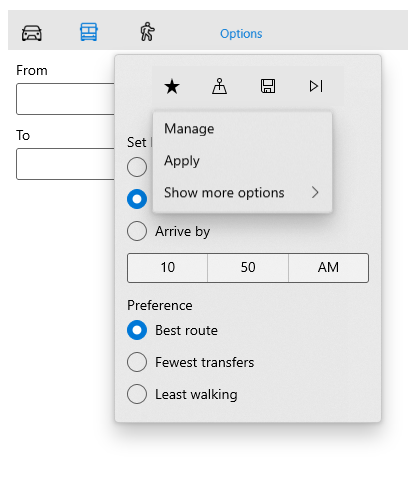 Options
From
To
Manage
Set
Apply
Show more options
Arrive by
10 50 AM
Preference
Best route
Fewest transfers
Least walking